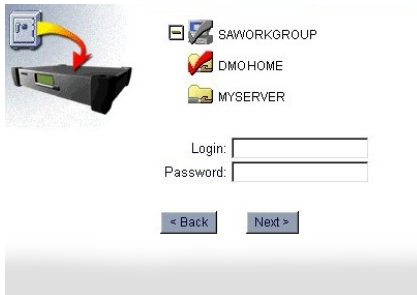 SAWORKGROUP
DMOHOME
MYSERVER
Login:
Password:
< Back Next >